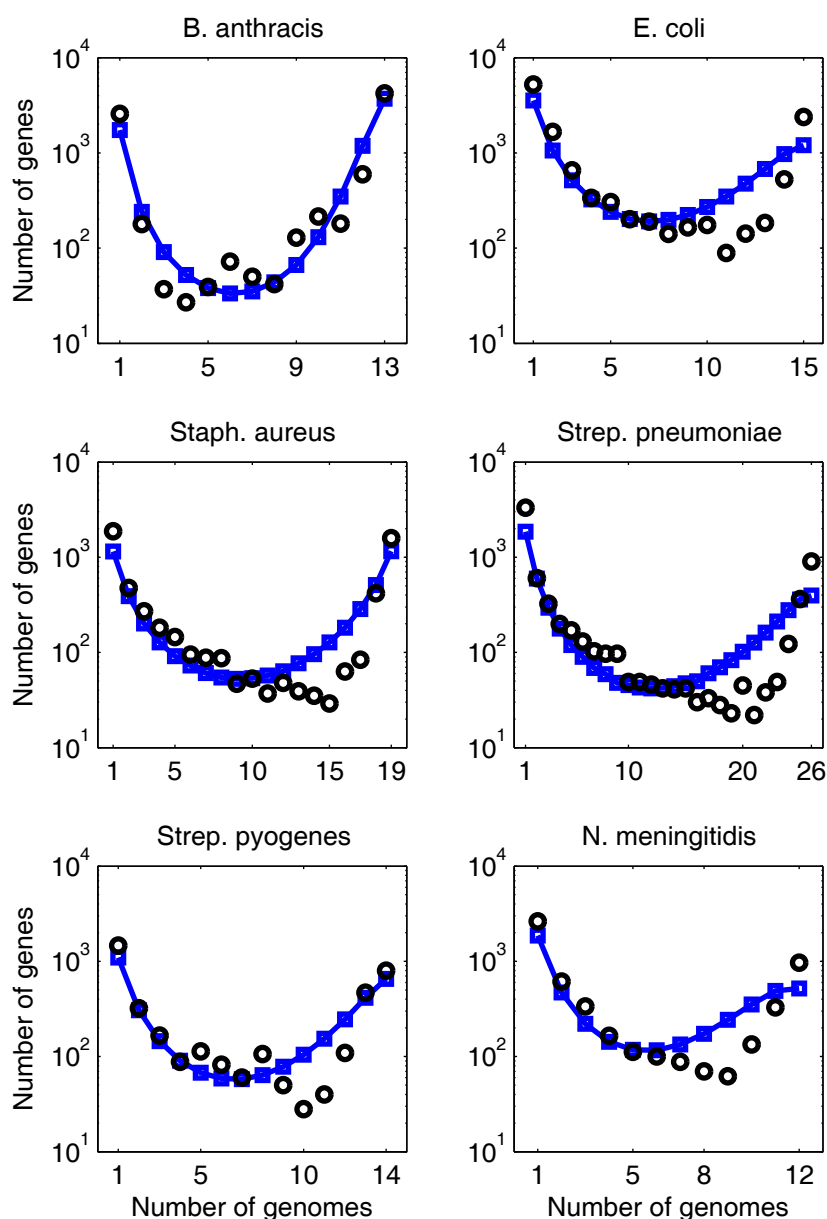 B. anthracis
E. coli
Number of genes
10^4
10^3
10^2
10^1
1 5 9 13
10^4
10^3
10^2
10^1
1 5 10 15
Staph. aureus
Strep. pneumoniae
Number of genes
10^4
10^3
10^2
10^1
1 5 10 15 19
10^4
10^3
10^2
10^1
1 10 20 26
Strep. pyogenes
N. meningitidis
Number of genes
10^4
10^3
10^2
10^1
1 5 10 14
10^4
10^3
10^2
10^1
1 5 8 12
Number of genomes
Number of genomes